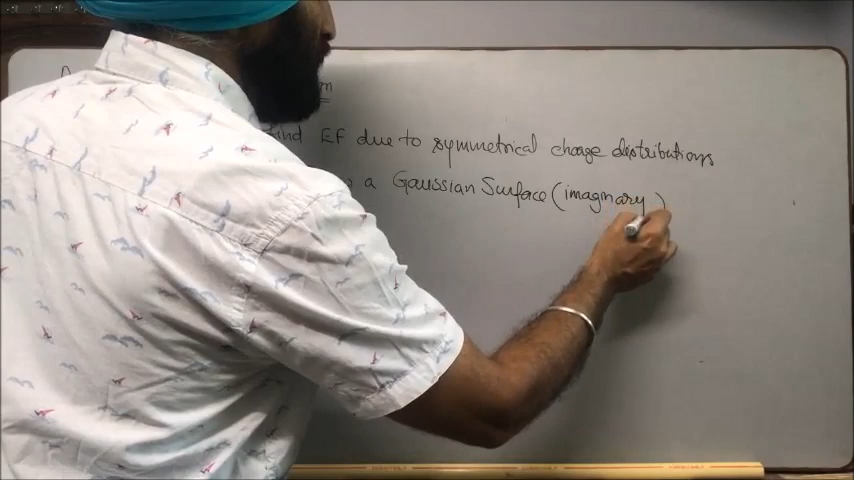 find EF due to symmetrical charge distributions
a Gaussian Surface (imaginary)